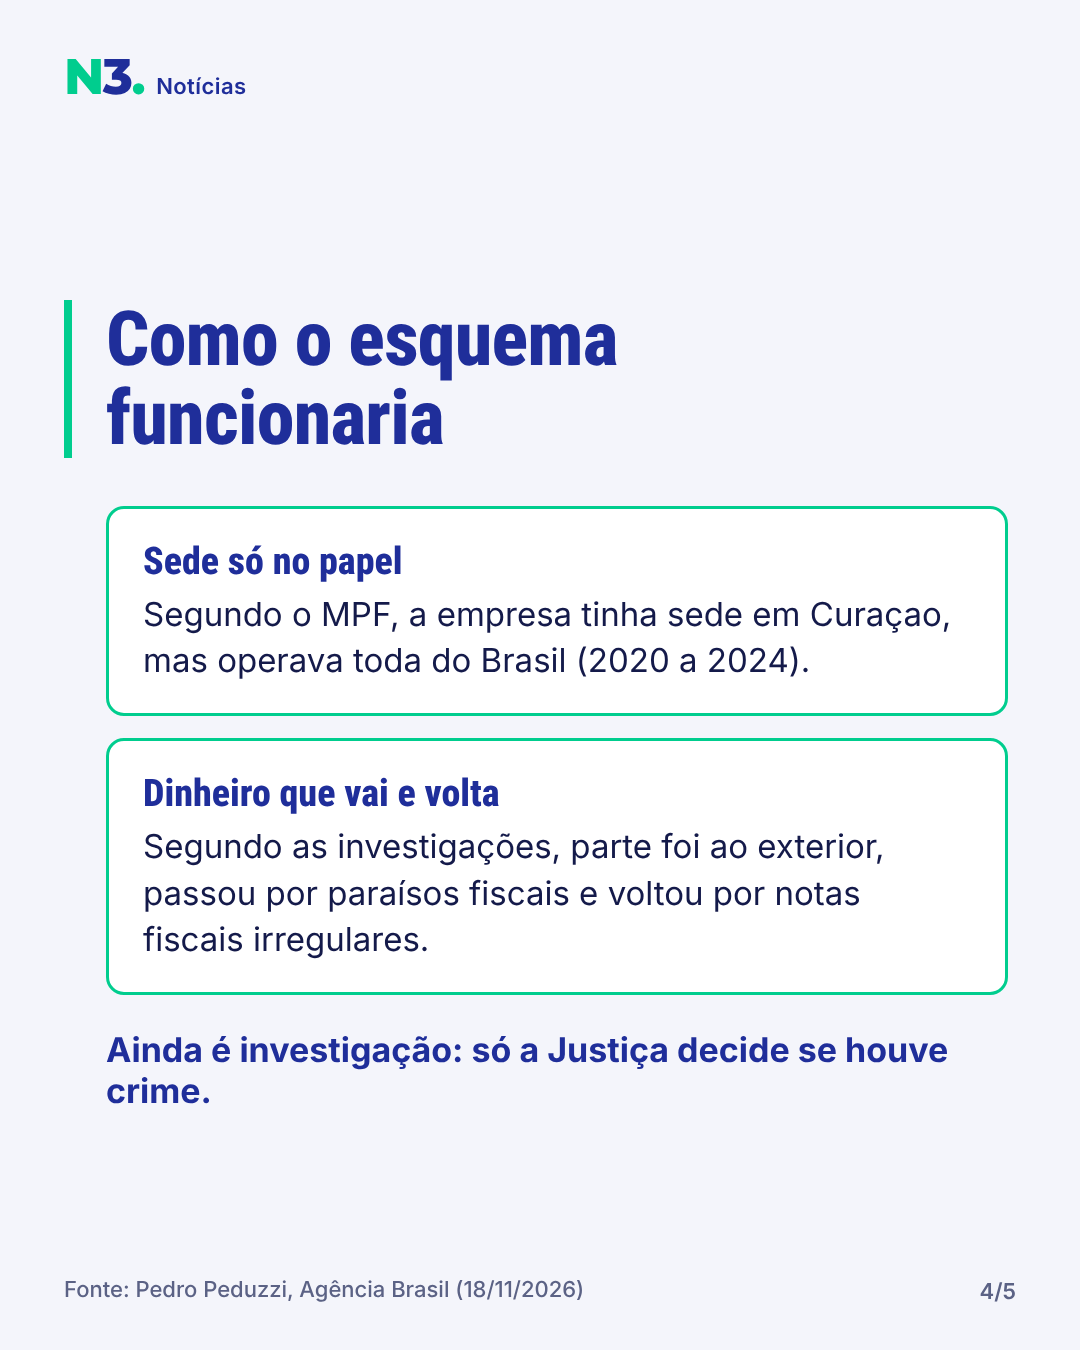 N3. Notícias
Como o esquema
funcionaria
Sede só no papel
Segundo o MPF, a empresa tinha sede em Curaçao,
mas operava toda do Brasil (2020 a 2024).
Dinheiro que vai e volta
Segundo as investigações, parte foi ao exterior,
passou por paraísos fiscais e voltou por notas
fiscais irregulares.
Ainda é investigação: só a Justiça decide se houve
crime.
Fonte: Pedro Peduzzi, Agência Brasil (18/11/2026)
4/5